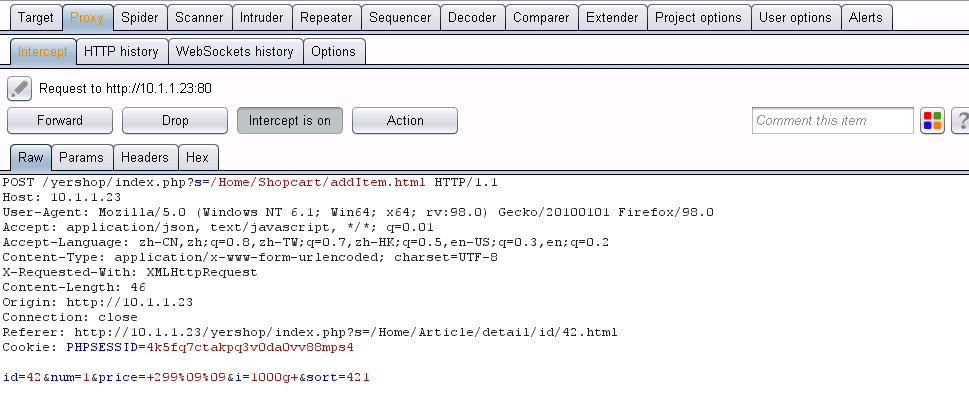 Target Proxy Spider Scanner Intruder Repeater Sequencer Decoder Comparer Extender Project options User options Alerts
Intercept HTTP history WebSockets history Options
Request to http://10.1.1.23:80
Forward Drop Intercept is on Action Comment this item ?
Raw Params Headers Hex
POST /yershop/index.php?s=/Home/Shopcart/addItem.html HTTP/1.1
Host: 10.1.1.23
User-Agent: Mozilla/5.0 (Windows NT 6.1; Win64; x64; rv:98.0) Gecko/20100101 Firefox/98.0
Accept: application/json, text/javascript, */*; q=0.01
Accept-Language: zh-CN,zh;q=0.8,zh-TW;q=0.7,zh-HK;q=0.5,en-US;q=0.3,en;q=0.2
Content-Type: application/x-www-form-urlencoded; charset=UTF-8
X-Requested-With: XMLHttpRequest
Content-Length: 46
Origin: http://10.1.1.23
Connection: close
Referer: http://10.1.1.23/yershop/index.php?s=/Home/Article/detail/id/42.html
Cookie: PHPSESSID=4k5fq7ctakpq3v0da0vv88mps4
id=42&num=1&price=+299%09%09&i=1000g+&sort=421